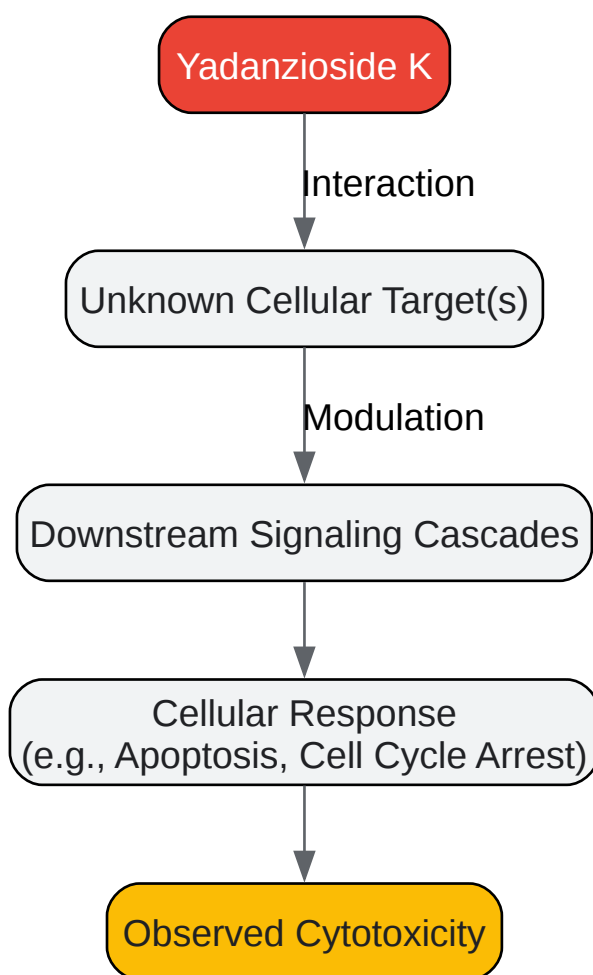 Yadanzioside K
Interaction
Unknown Cellular Target(s)
Modulation
Downstream Signaling Cascades
Cellular Response
(e.g., Apoptosis, Cell Cycle Arrest)
Observed Cytotoxicity